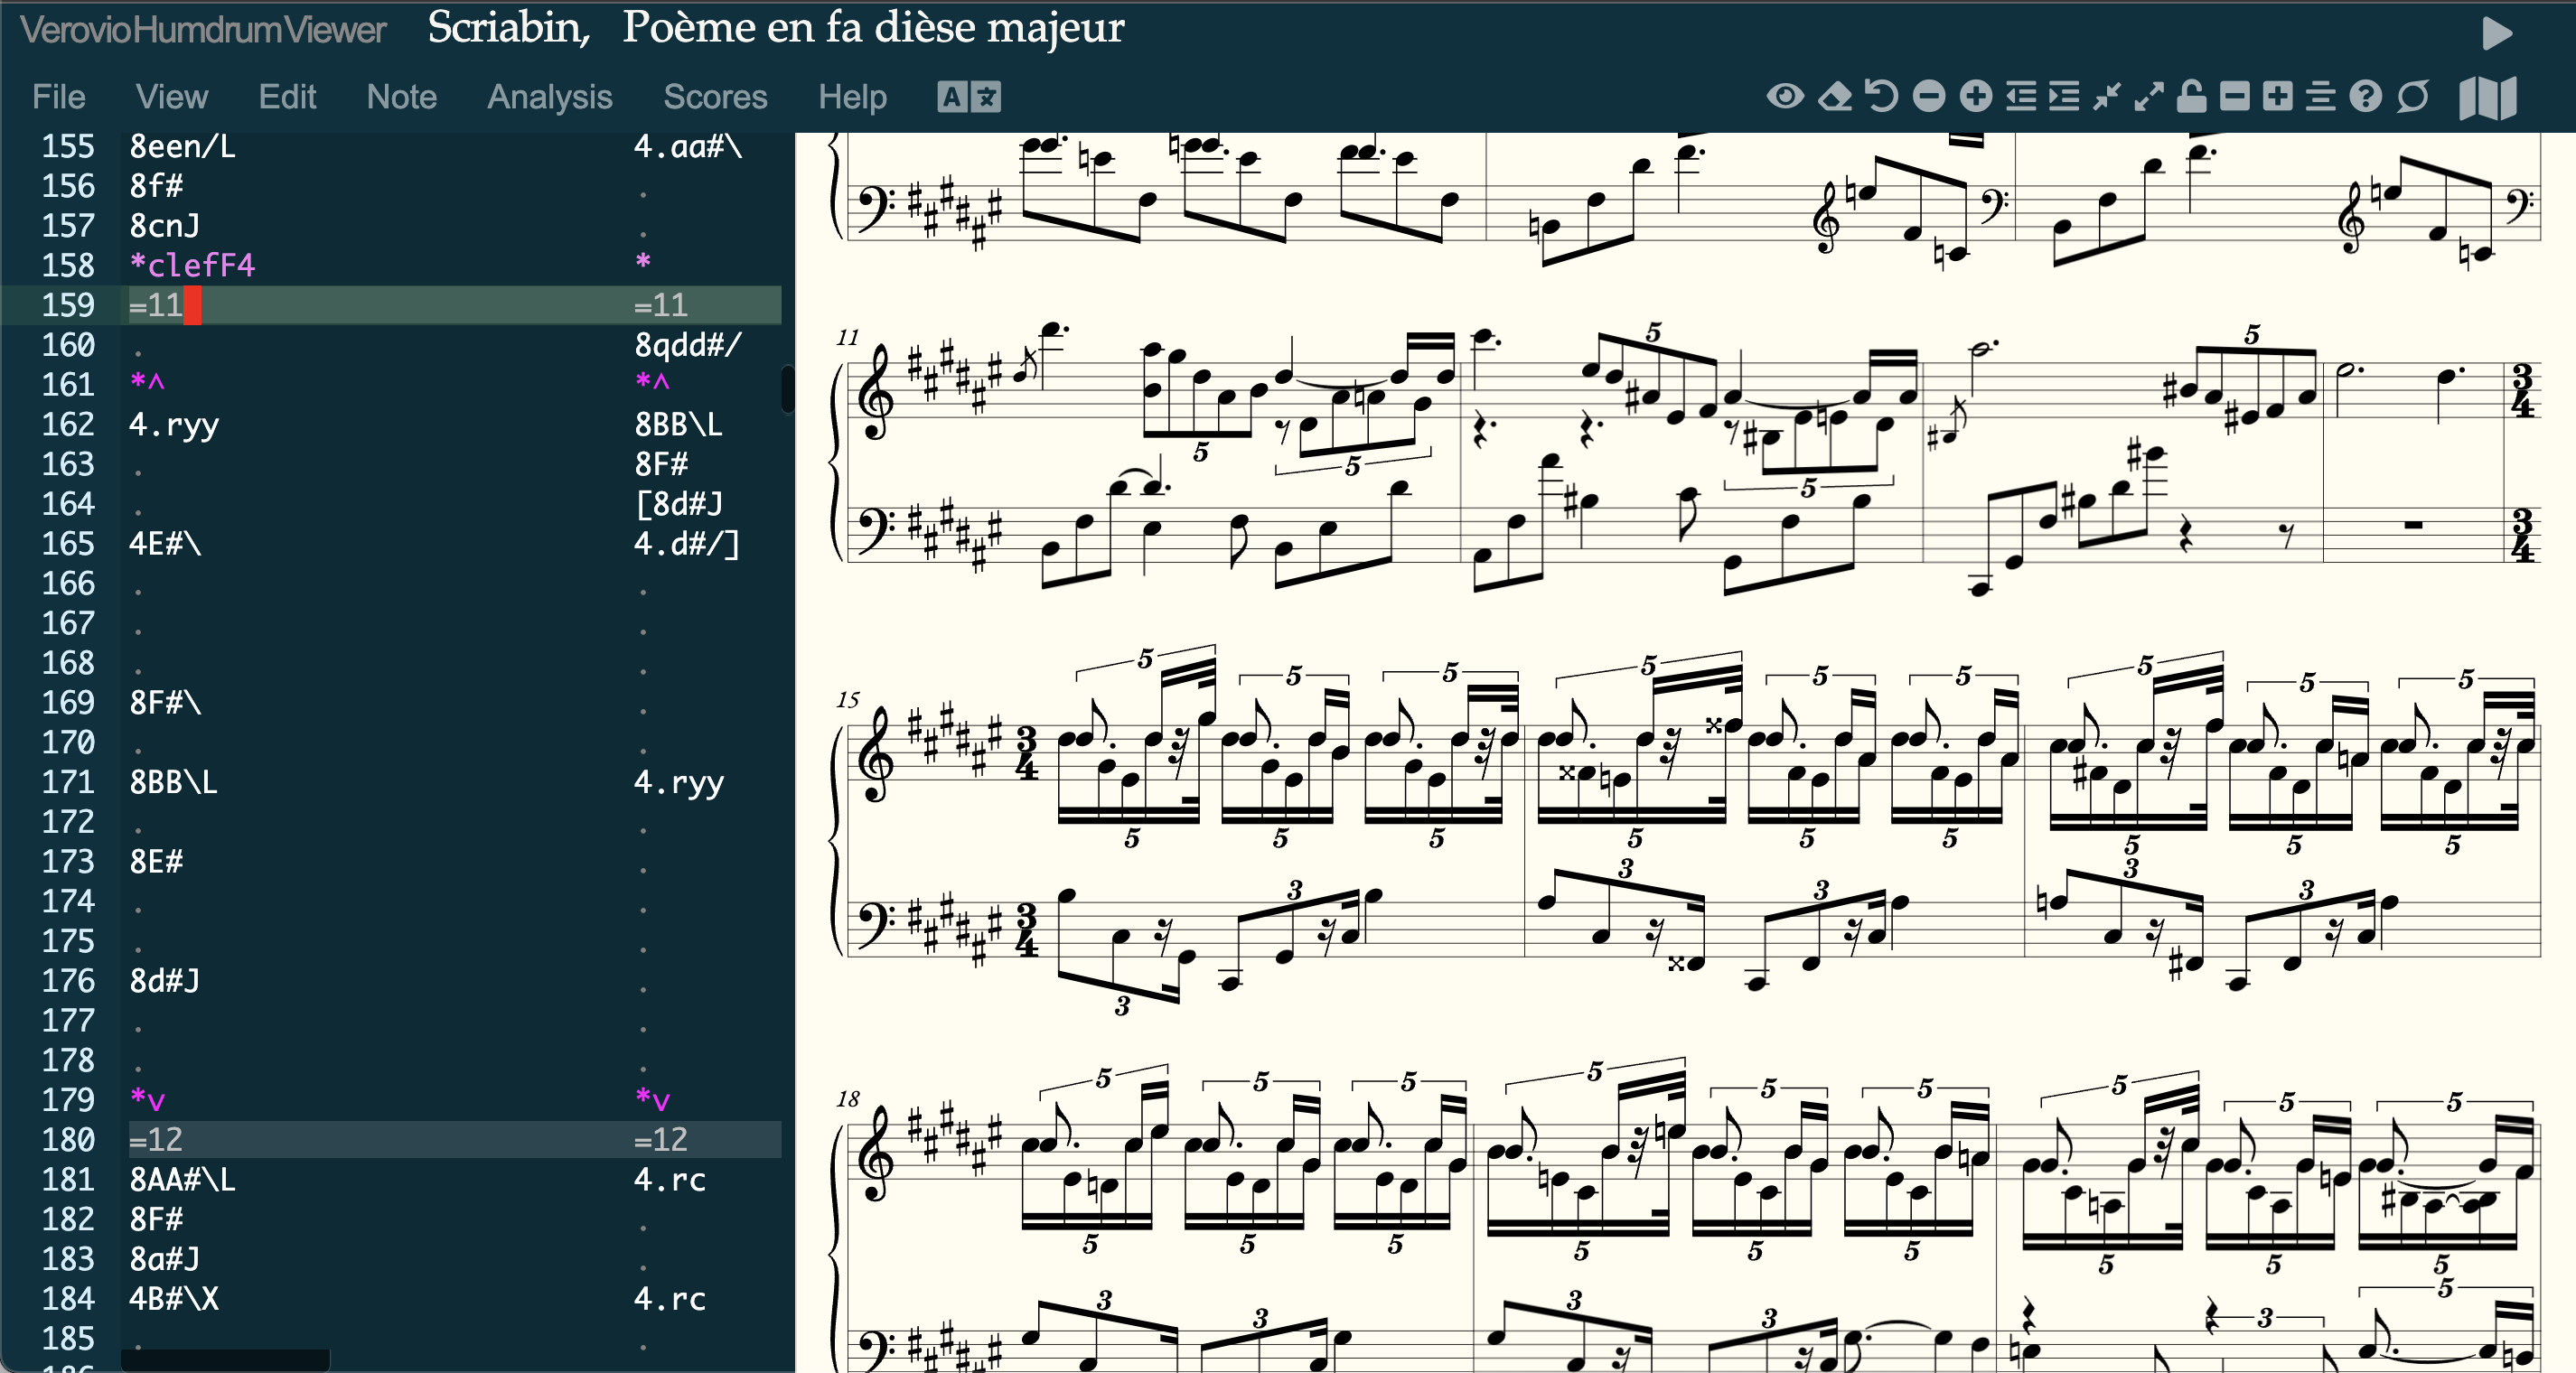 VerovioHumdrumViewer Scriabin, Poème en fa dièse majeur
File View Edit Note Analysis Scores Help A
155 8een/L 4.aa#\
156 8f# .
157 8cnJ .
158 *clefF4 *
159 =11 =11
160 . 8qdd#/
161 *^ *^
162 4.ryy 8BB\L
163 . 8F#
164 . [8d#J
165 4E#\ 4.d#/]
166 . .
167 . .
168 . .
169 8F#\ .
170 . .
171 8BB\L 4.ryy
172 . .
173 8E# .
174 . .
175 . .
176 8d#J .
177 . .
178 . .
179 *v *v
180 =12 =12
181 8AA#\L 4.rc
182 8F# .
183 8a#J .
184 4B#\X 4.rc
185 . .
11 5 5 5 5 5 3 4
3 4
15 3 4 5 5 5 5 5 5 5 5 5
5 5 5 5 5 5 5 5 5
3 4 3 3 3 3 3 3
18 5 5 5 5 5 5 5 5 5
5 5 5 5 5 5 5 5 5
3 3 3 3 3 5